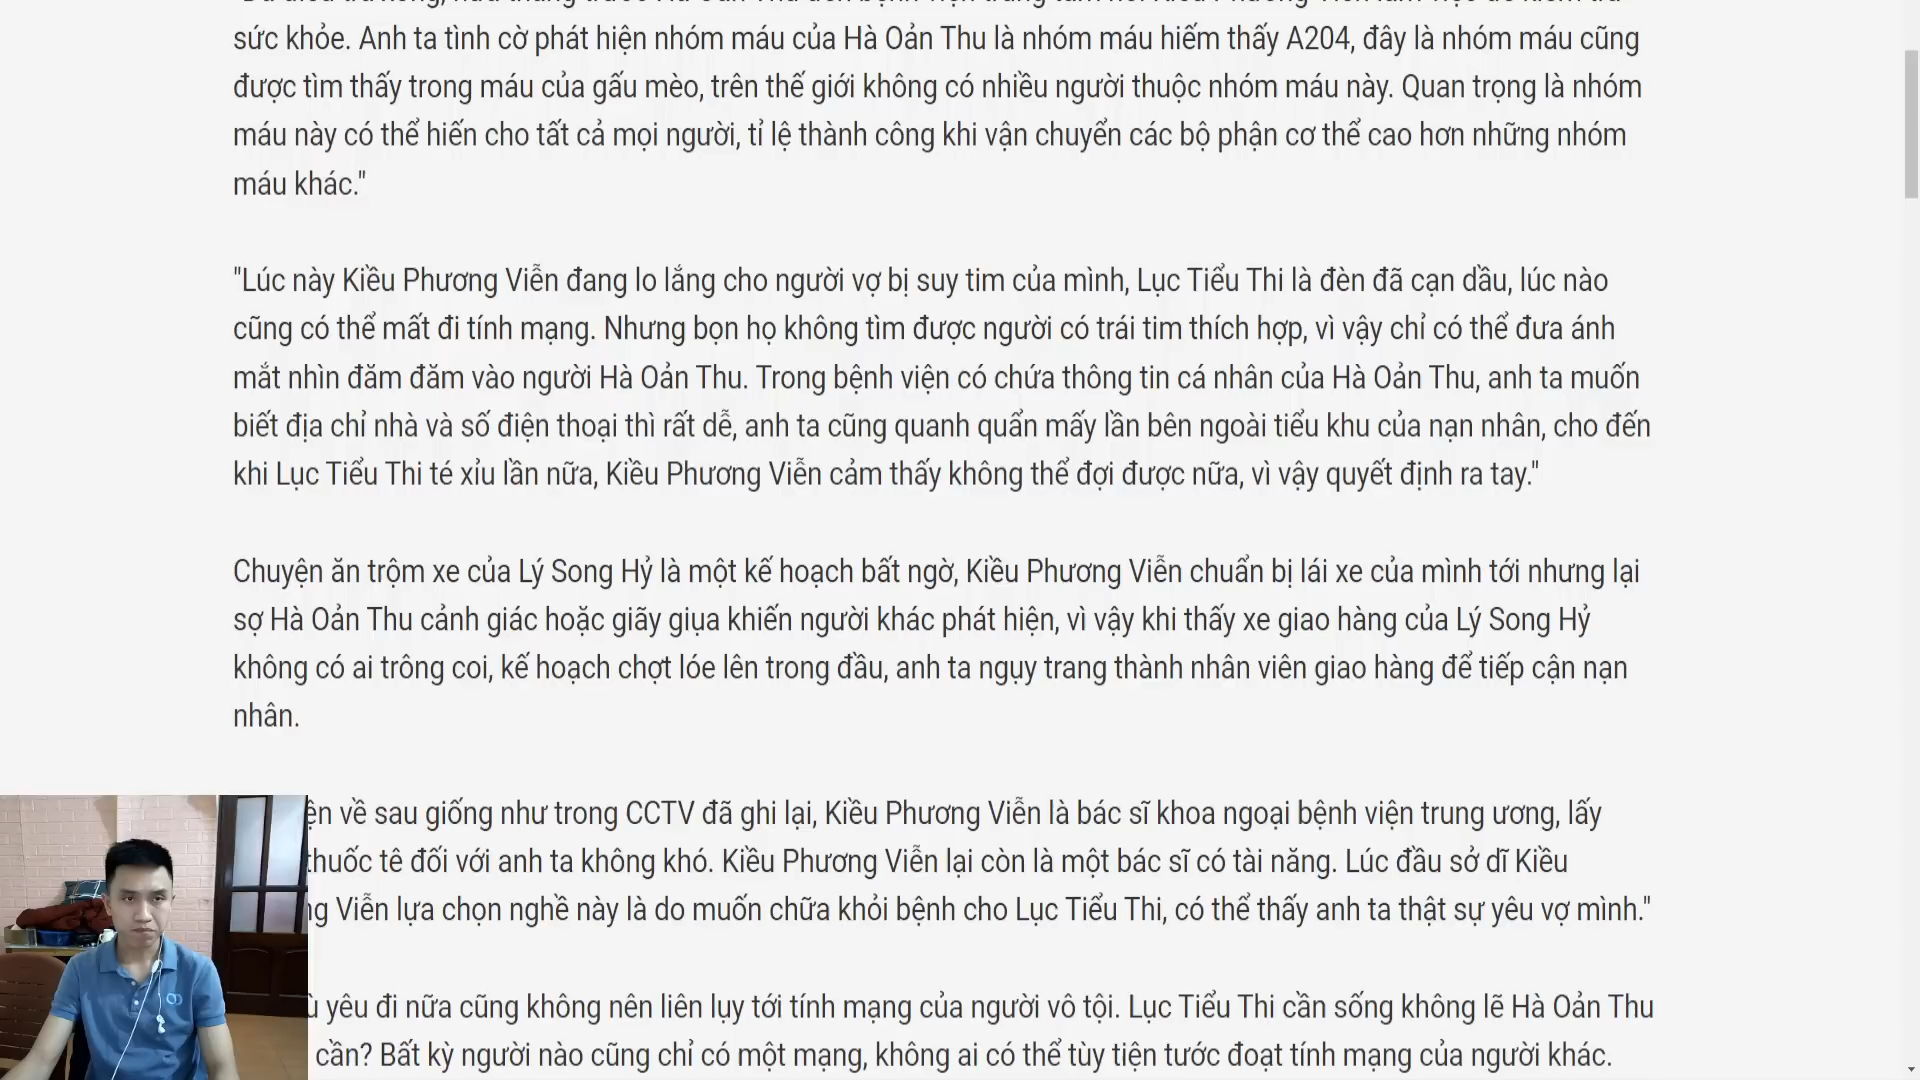 sức khỏe. Anh ta tình cờ phát hiện nhóm máu của Hà Oản Thu là nhóm máu hiếm thấy A204, đây là nhóm máu cũng
được tìm thấy trong máu của gấu mèo, trên thế giới không có nhiều người thuộc nhóm máu này. Quan trọng là nhóm
máu này có thể hiến cho tất cả mọi người, tỉ lệ thành công khi vận chuyển các bộ phận cơ thể cao hơn những nhóm
máu khác."
"Lúc này Kiều Phương Viễn đang lo lắng cho người vợ bị suy tim của mình, Lục Tiểu Thi là đèn đã cạn dầu, lúc nào
cũng có thể mất đi tính mạng. Nhưng bọn họ không tìm được người có trái tim thích hợp, vì vậy chỉ có thể đưa ánh
mắt nhìn đăm đăm vào người Hà Oản Thu. Trong bệnh viện có chứa thông tin cá nhân của Hà Oản Thu, anh ta muốn
biết địa chỉ nhà và số điện thoại thì rất dễ, anh ta cũng quanh quẩn mấy lần bên ngoài tiểu khu của nạn nhân, cho đến
khi Lục Tiểu Thi té xỉu lần nữa, Kiều Phương Viễn cảm thấy không thể đợi được nữa, vì vậy quyết định ra tay."
Chuyện ăn trộm xe của Lý Song Hỷ là một kế hoạch bất ngờ, Kiều Phương Viễn chuẩn bị lái xe của mình tới nhưng lại
sợ Hà Oản Thu cảnh giác hoặc giãy giụa khiến người khác phát hiện, vì vậy khi thấy xe giao hàng của Lý Song Hỷ
không có ai trông coi, kế hoạch chợt lóe lên trong đầu, anh ta ngụy trang thành nhân viên giao hàng để tiếp cận nạn
nhân.
về sau giống như trong CCTV đã ghi lại, Kiều Phương Viễn là bác sĩ khoa ngoại bệnh viện trung ương, lấy
thuốc tê đối với anh ta không khó. Kiều Phương Viễn lại còn là một bác sĩ có tài năng. Lúc đầu sở dĩ Kiều
Viễn lựa chọn nghề này là do muốn chữa khỏi bệnh cho Lục Tiểu Thi, có thể thấy anh ta thật sự yêu vợ mình."
yêu đi nữa cũng không nên liên lụy tới tính mạng của người vô tội. Lục Tiểu Thi cần sống không lẽ Hà Oản Thu
cần? Bất kỳ người nào cũng chỉ có một mạng, không ai có thể tùy tiện tước đoạt tính mạng của người khác.